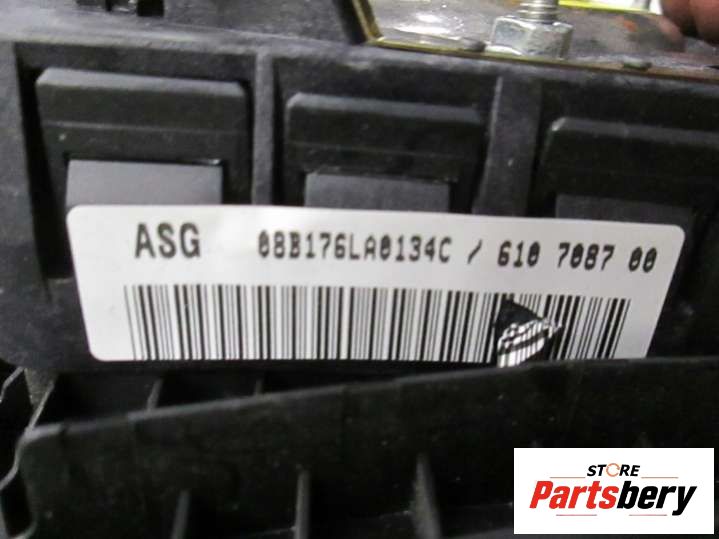 ASG 08B176LA0134C / 610 7087 00
STORE
Partsbery